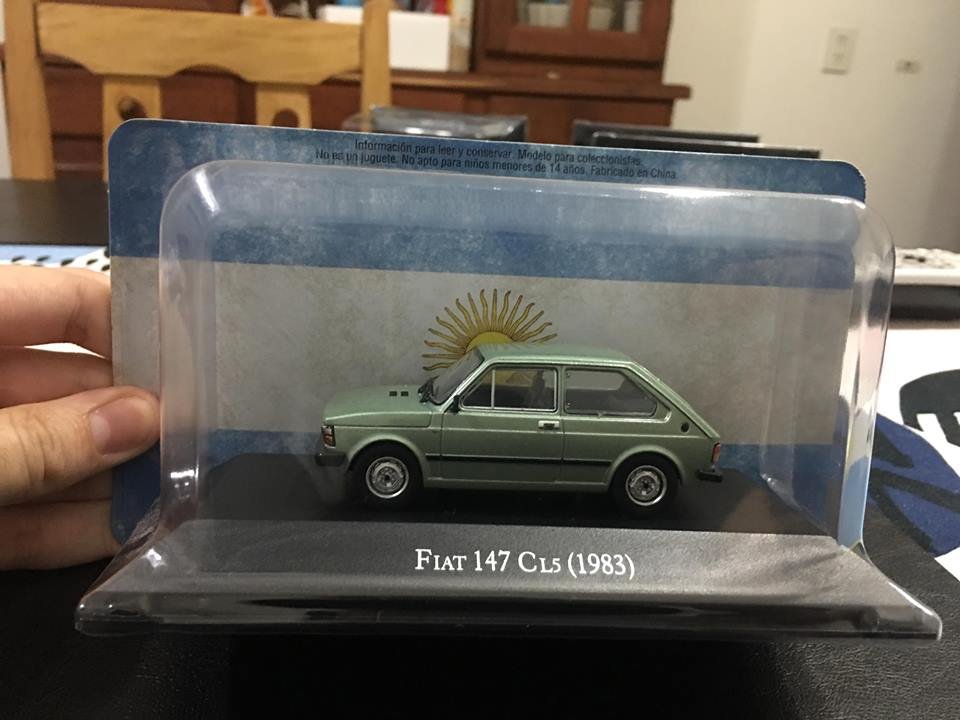 Información para leer y conservar. Modelo para coleccionistas.
No es un juguete. No apto para niños menores de 14 años. Fabricado en China.
FIAT 147 CL5 (1983)